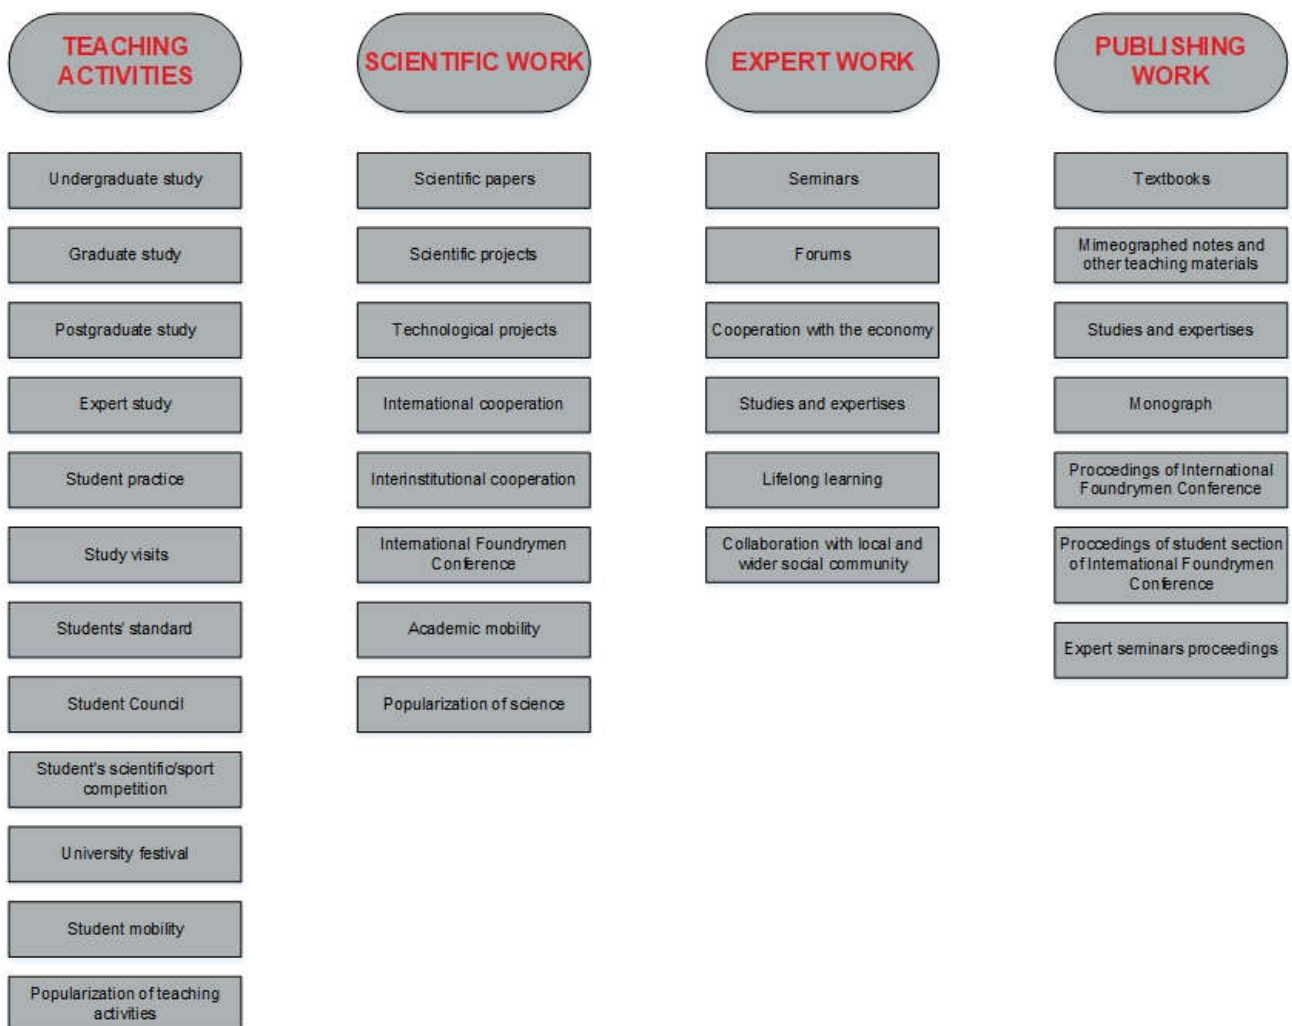 TEACHING
ACTIVITIES
Undergraduate study
Graduate study
Postgraduate study
Expert study
Student practice
Study visits
Students' standard
Student Council
Student's scientific/sport
competition
University festival
Student mobility
Popularization of teaching
activities
SCIENTIFIC WORK
Scientific papers
Scientific projects
Technological projects
International cooperation
Interinstitutional cooperation
International Foundrymen
Conference
Academic mobility
Popularization of science
EXPERT WORK
Seminars
Forums
Cooperation with the economy
Studies and expertises
Lifelong learning
Collaboration with local and
wider social community
PUBLISHING
WORK
Textbooks
Mimeographed notes and
other teaching materials
Studies and expertises
Monograph
Proccedings of International
Foundrymen Conference
Proccedings of student section
of International Foundrymen
Conference
Expert seminars proceedings